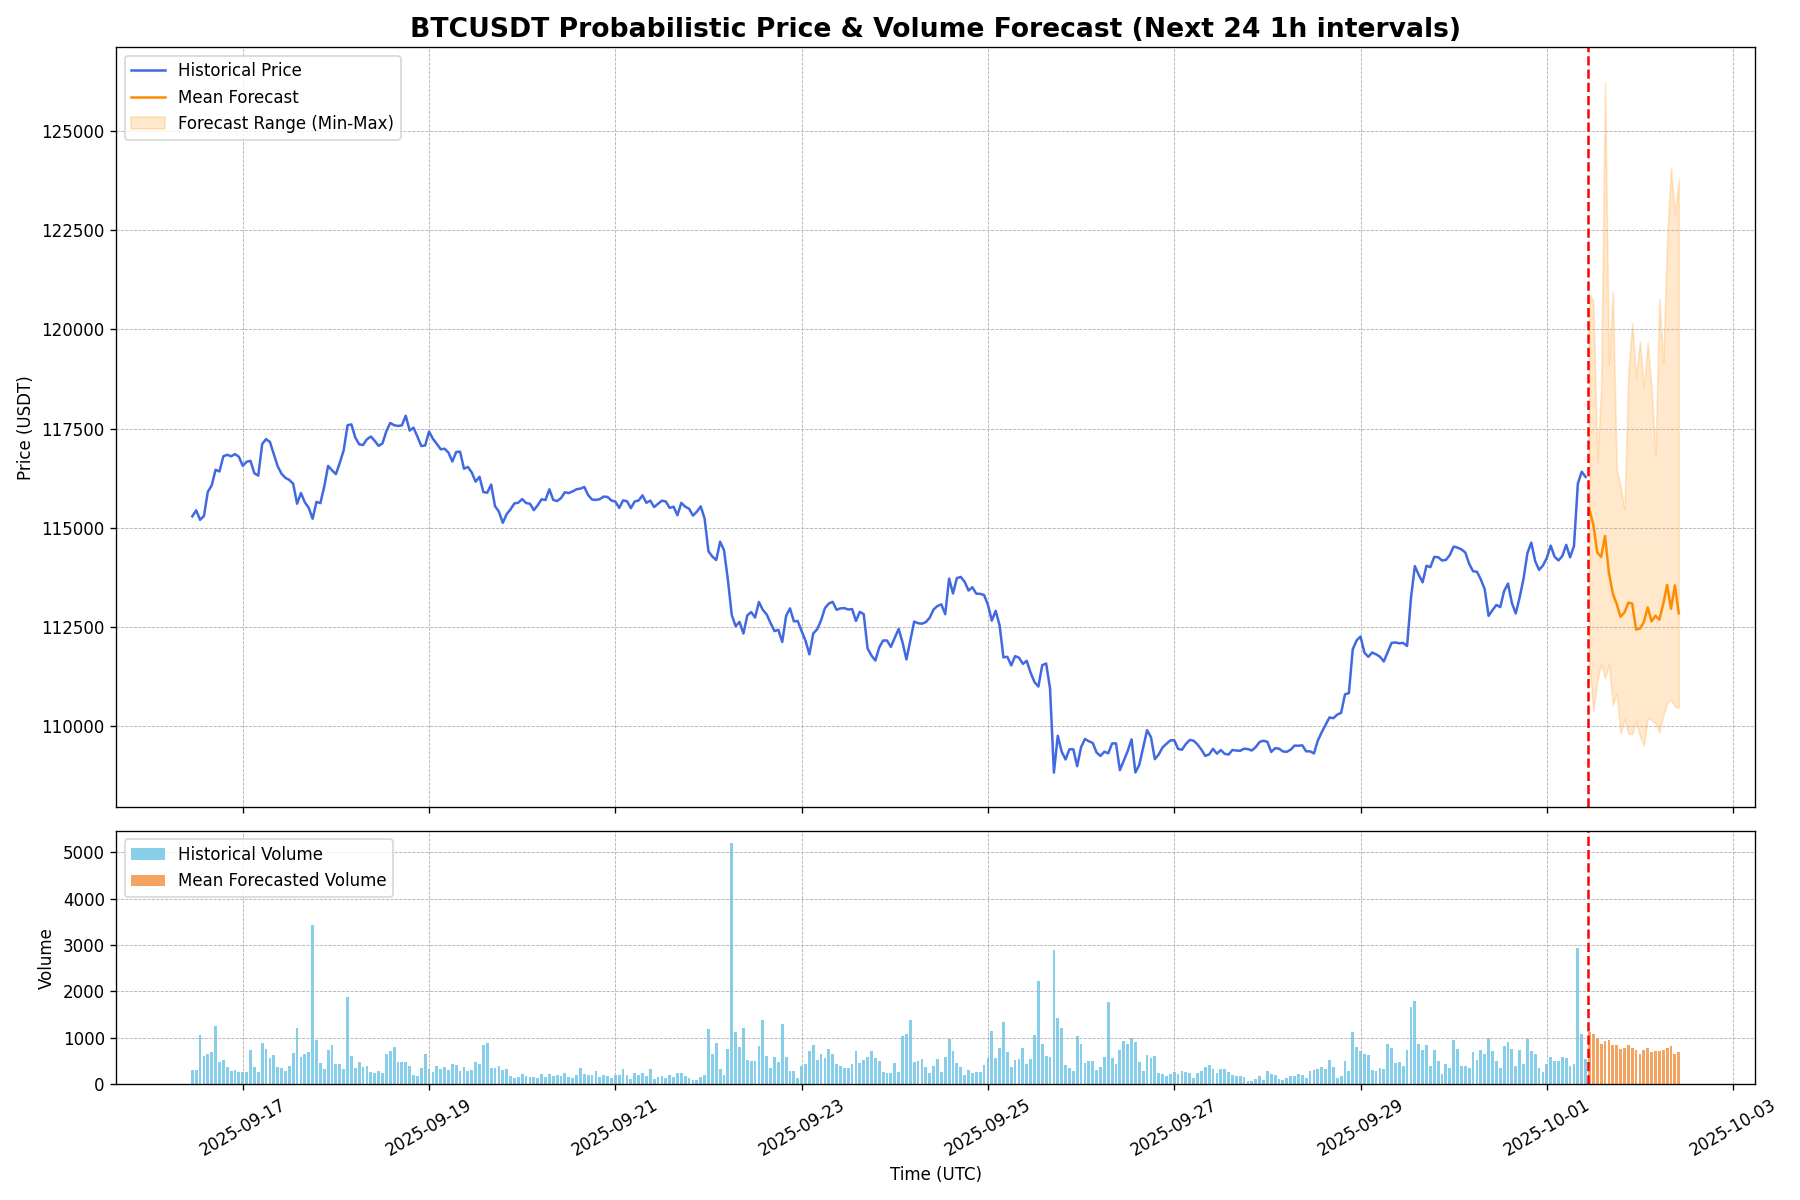 BTCUSDT Probabilistic Price & Volume Forecast (Next 24 1h intervals)
Historical Price
Mean Forecast
Forecast Range (Min-Max)
125000
122500
120000
117500
115000
112500
110000
Price (USDT)
Historical Volume
Mean Forecasted Volume
5000
4000
3000
2000
1000
0
Volume
2025-09-17
2025-09-19
2025-09-21
2025-09-23
2025-09-25
2025-09-27
2025-09-29
2025-10-01
2025-10-03
Time (UTC)